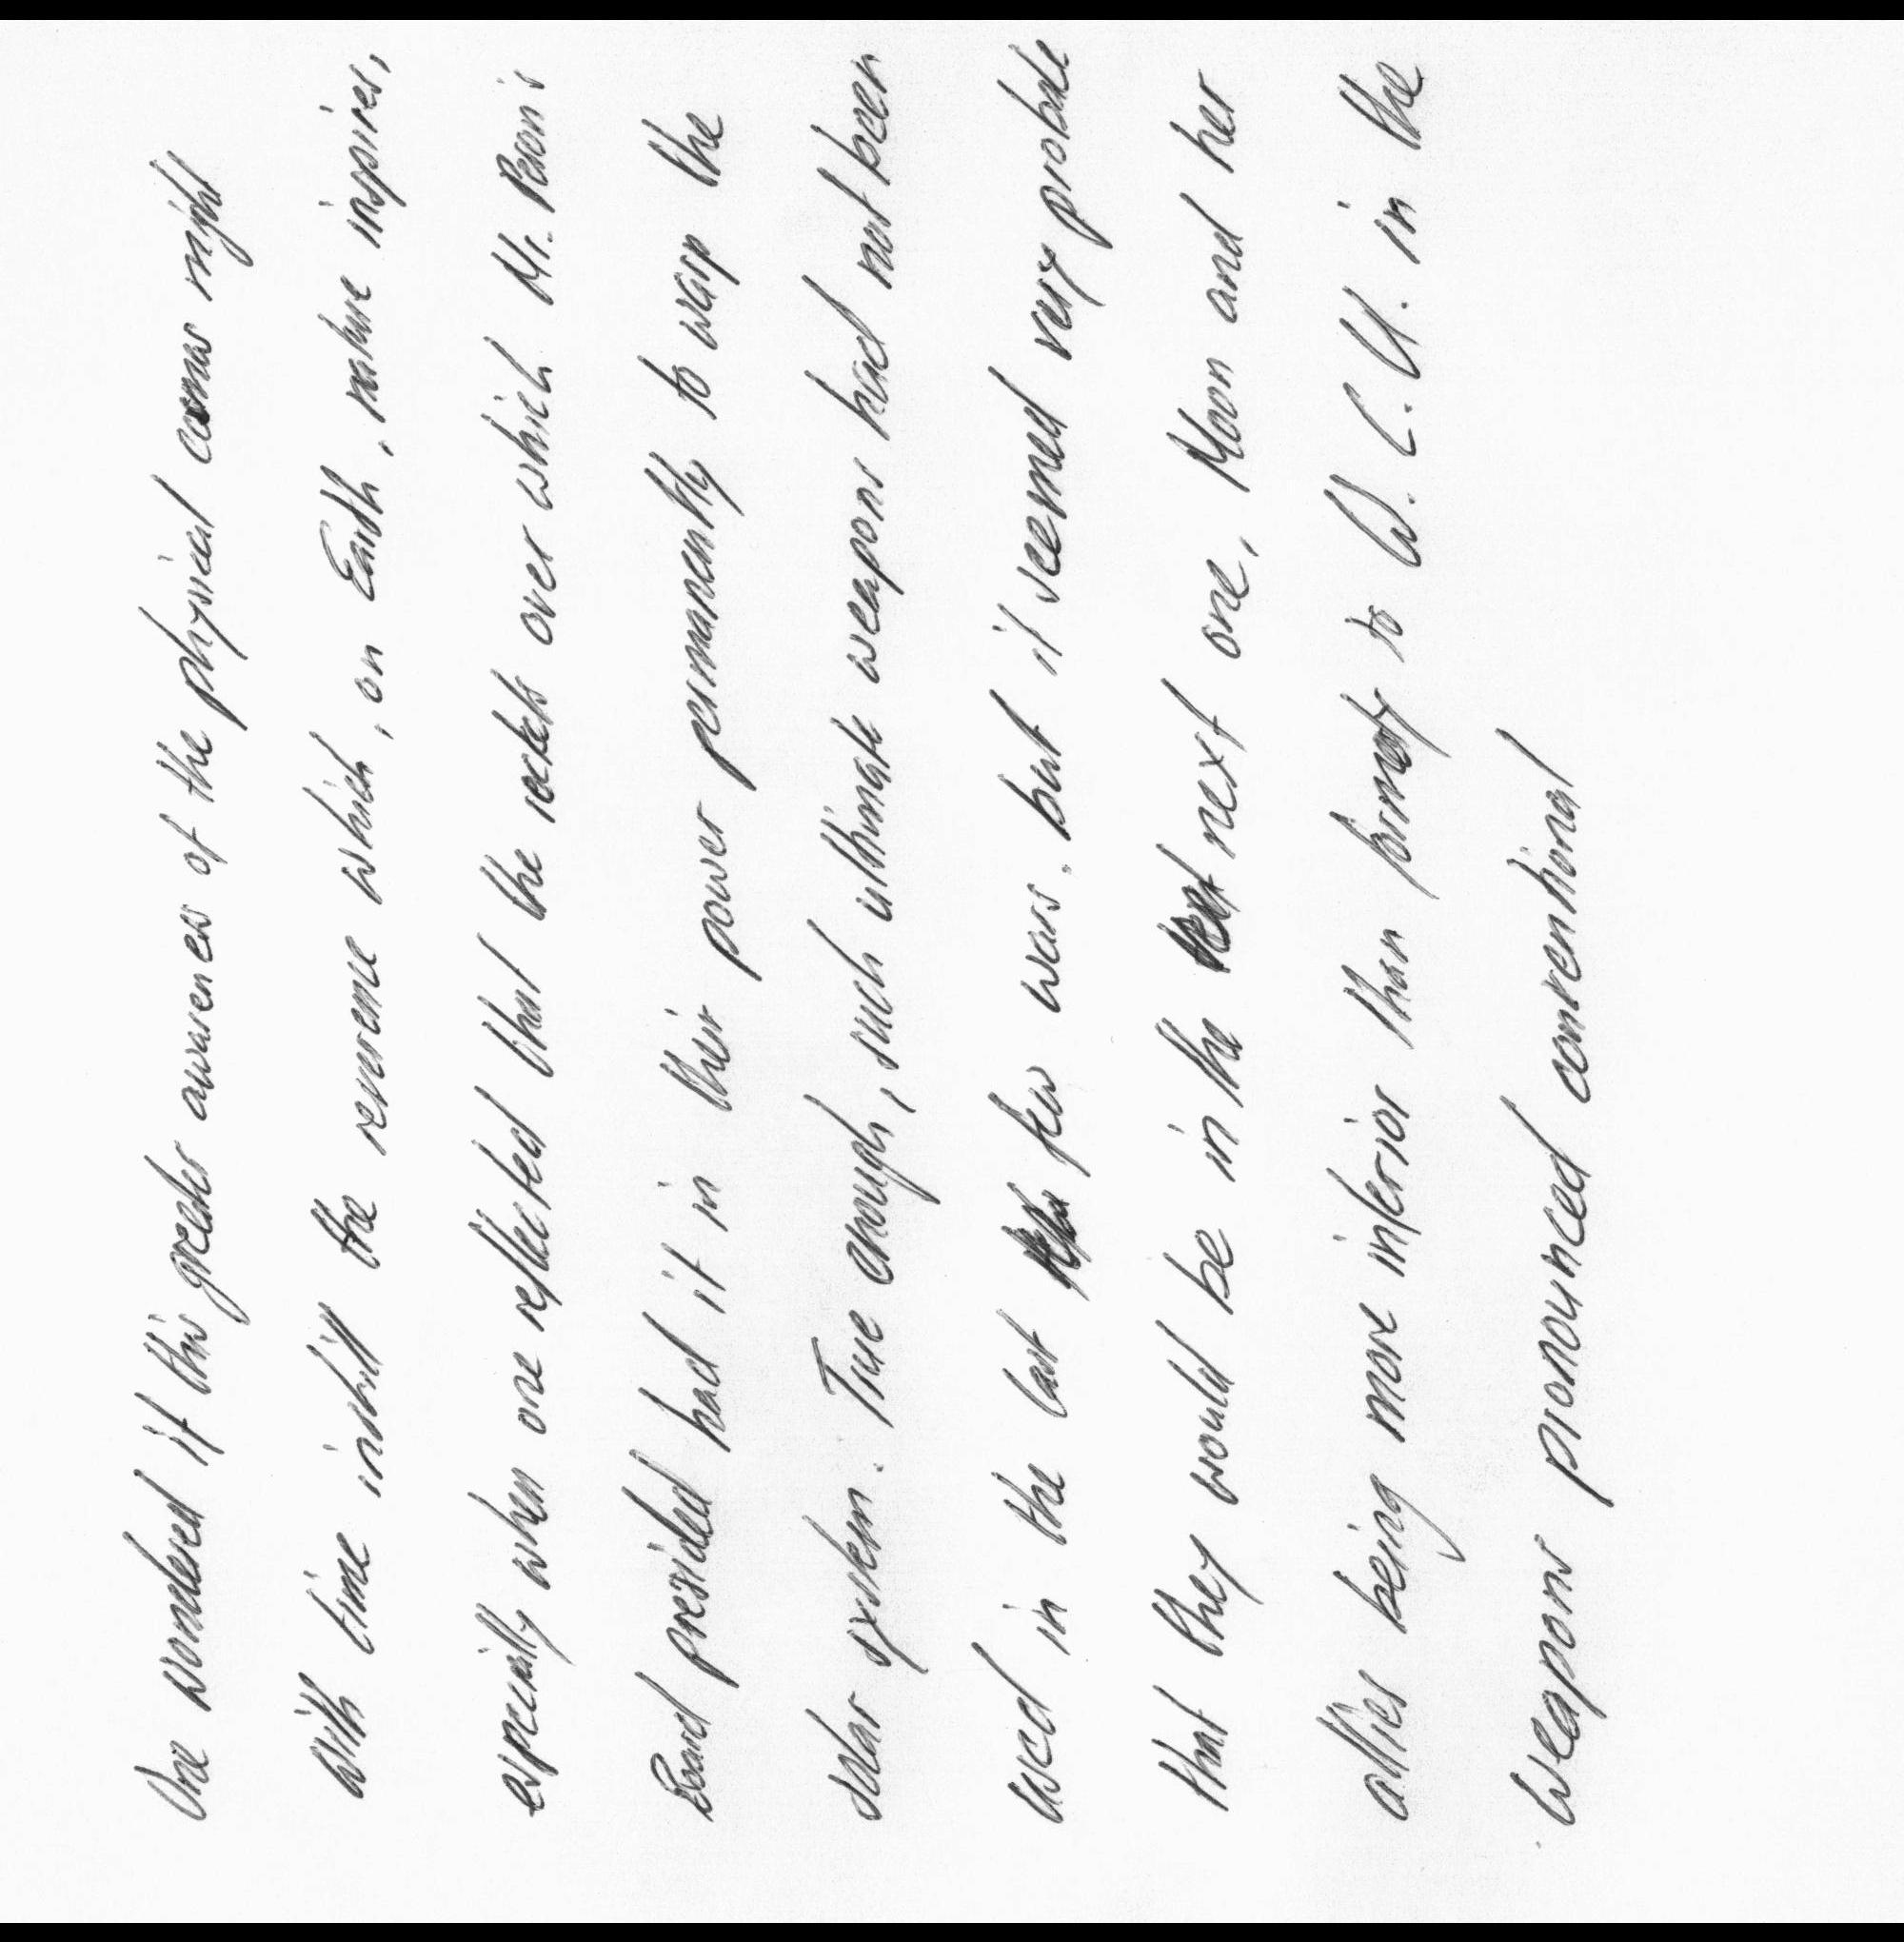 One wondered if this greater awareness of the physical cosmos might
with time instill the reverence which, on Earth, nature inspires,
especially when one reflected that the rockets over which Mr. Peson's
Board presided had it in their power permanently to warp the
solar system. True enough, such ultimate weapons had not been
used in the last few wars. but it seemed very probable
that they would be in the next one, Moon and her
allies being more inferior than formerly to W. C. U. in the
weapons pronounced conventional